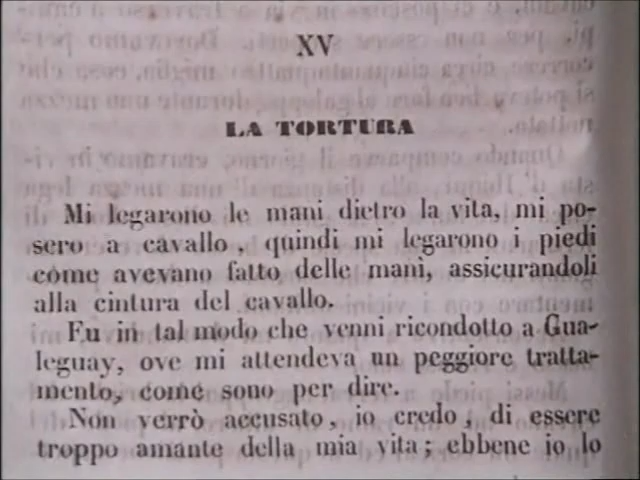 XV
LA TORTURA
Mi legarono le mani dietro la vita, mi po-
sero a cavallo, quindi mi legarono i piedi
come avevano fatto delle mani, assicurandoli
alla cintura del cavallo.
Fu in tal modo che venni ricondotto a Gua-
leguay, ove mi attendeva un peggiore tratta-
mento, come sono per dire.
Non verrò accusato, io credo, di essere
troppo amante della mia vita; ebbene io lo